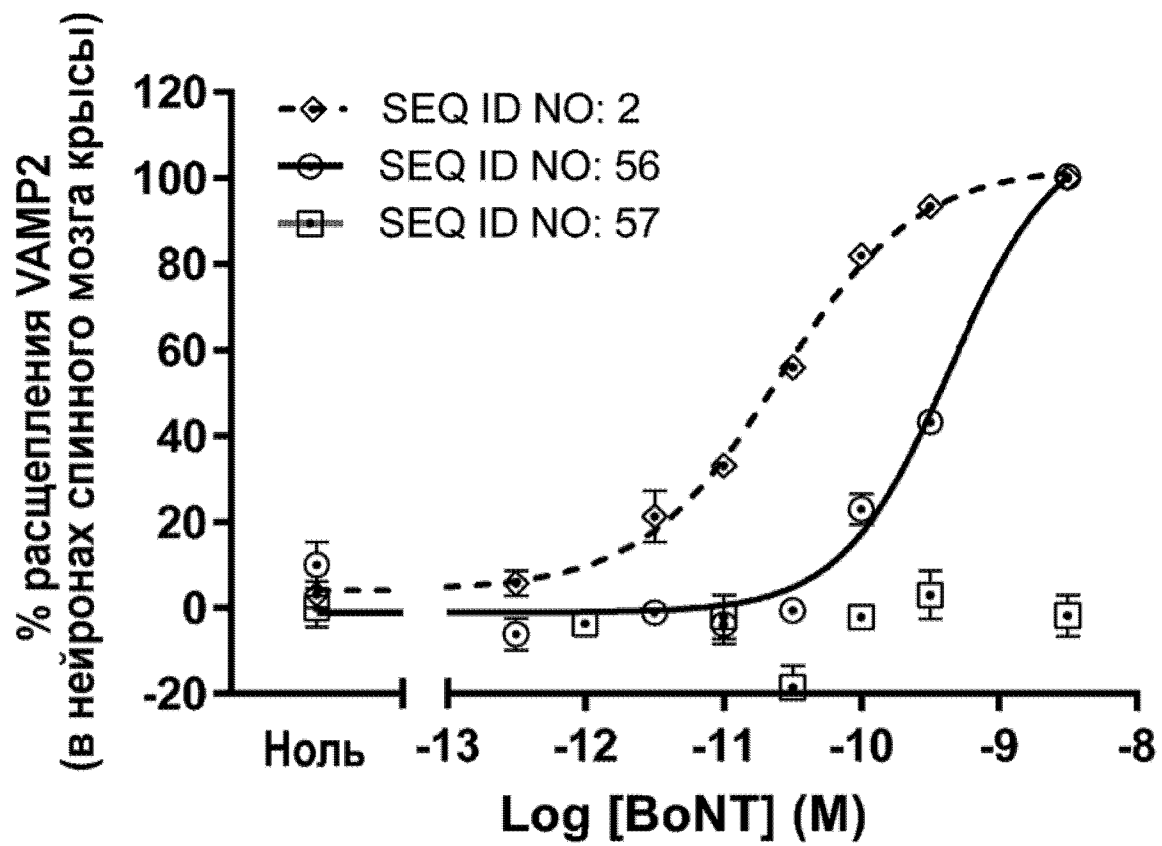 % расщепления VAMP2
(в нейронах спинного мозга крысы)
120
100
80
60
40
20
0
-20
SEQ ID NO: 2
SEQ ID NO: 56
SEQ ID NO: 57
Ноль -13 -12 -11 -10 -9 -8
Log [BoNT] (M)